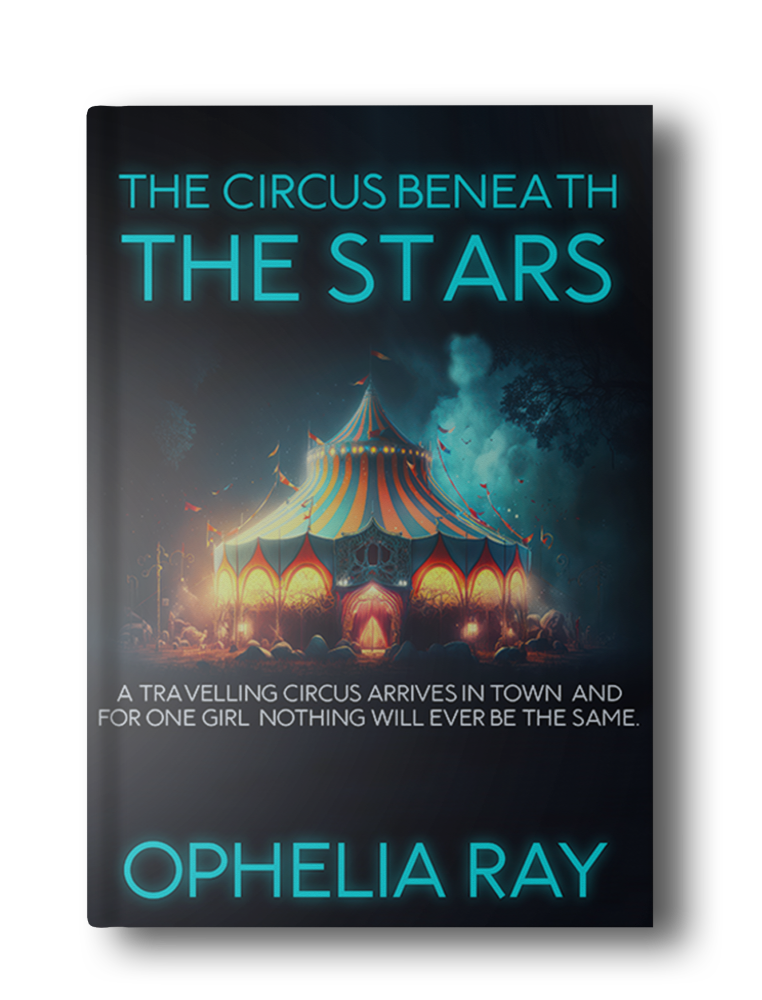 THE CIRCUS BENEATH
THE STARS
A TRAVELLING CIRCUS ARRIVES IN TOWN AND
FOR ONE GIRL NOTHING WILL EVER BE THE SAME.
OPHELIA RAY